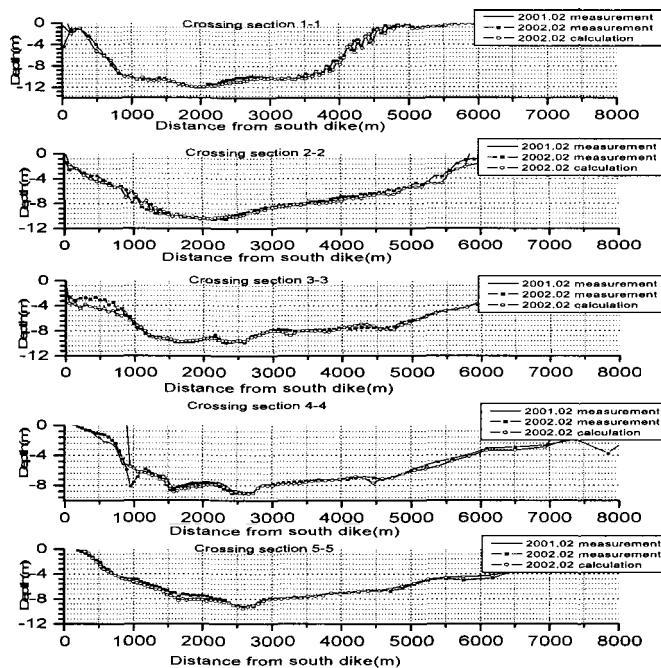 Crossing section 1-1
2001.02 measurement
2002.02 measurement
2002.02 calculation
Depth(m)
0
-4
-8
-12
0 1000 2000 3000 4000 5000 6000 7000 8000
Distance from south dike(m)
Crossing section 2-2
2001.02 measurement
2002.02 measurement
2002.02 calculation
Depth(m)
0
-4
-8
-12
0 1000 2000 3000 4000 5000 6000 7000 8000
Distance from south dike(m)
Crossing section 3-3
2001.02 measurement
2002.02 measurement
2002.02 calculation
Depth(m)
0
-4
-8
-12
0 1000 2000 3000 4000 5000 6000 7000 8000
Distance from south dike(m)
Crossing section 4-4
2001.02 measurement
2002.02 measurement
2002.02 calculation
Depth(m)
0
-4
-8
0 1000 2000 3000 4000 5000 6000 7000 8000
Distance from south dike(m)
Crossing section 5-5
2001.02 measurement
2002.02 measurement
2002.02 calculation
Depth(m)
0
-4
-8
-12
0 1000 2000 3000 4000 5000 6000 7000 8000
Distance from south dike(m)